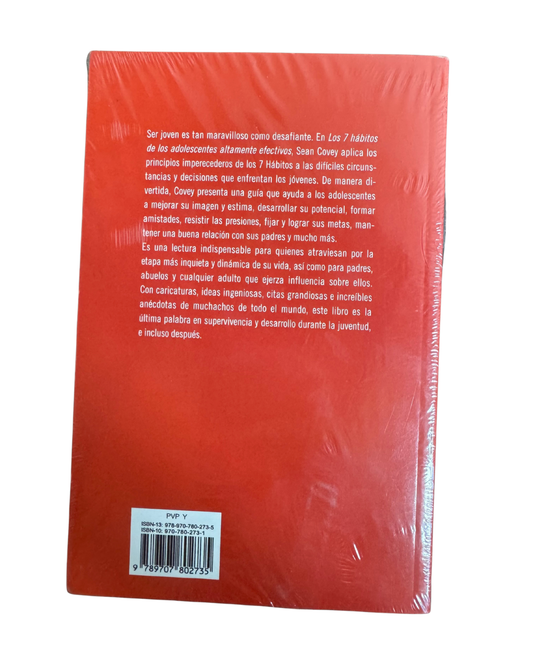 Ser joven es tan maravilloso como desafiante. En Los 7 hábitos
de los adolescentes altamente efectivos, Sean Covey aplica los
principios imperecederos de los 7 Hábitos a las difíciles circuns-
tancias y decisiones que enfrentan los jóvenes. De manera di-
vertida, Covey presenta una guía que ayuda a los adolescentes
a mejorar su imagen y estima, desarrollar su potencial, formar
amistades, resistir las presiones, fijar y lograr sus metas, man-
tener una buena relación con sus padres y mucho más.
Es una lectura indispensable para quienes atraviesan por la
etapa más inquieta y dinámica de su vida, así como para padres,
abuelos y cualquier adulto que ejerza influencia sobre ellos.
Con caricaturas, ideas ingeniosas, citas grandiosas e increíbles
anécdotas de muchachos de todo el mundo, este libro es la
última palabra en supervivencia y desarrollo durante la juventud,
e incluso después.
PVP Y
ISBN-13: 978-970-780-273-5
ISBN-10: 970-780-273-1
9 789707 802735